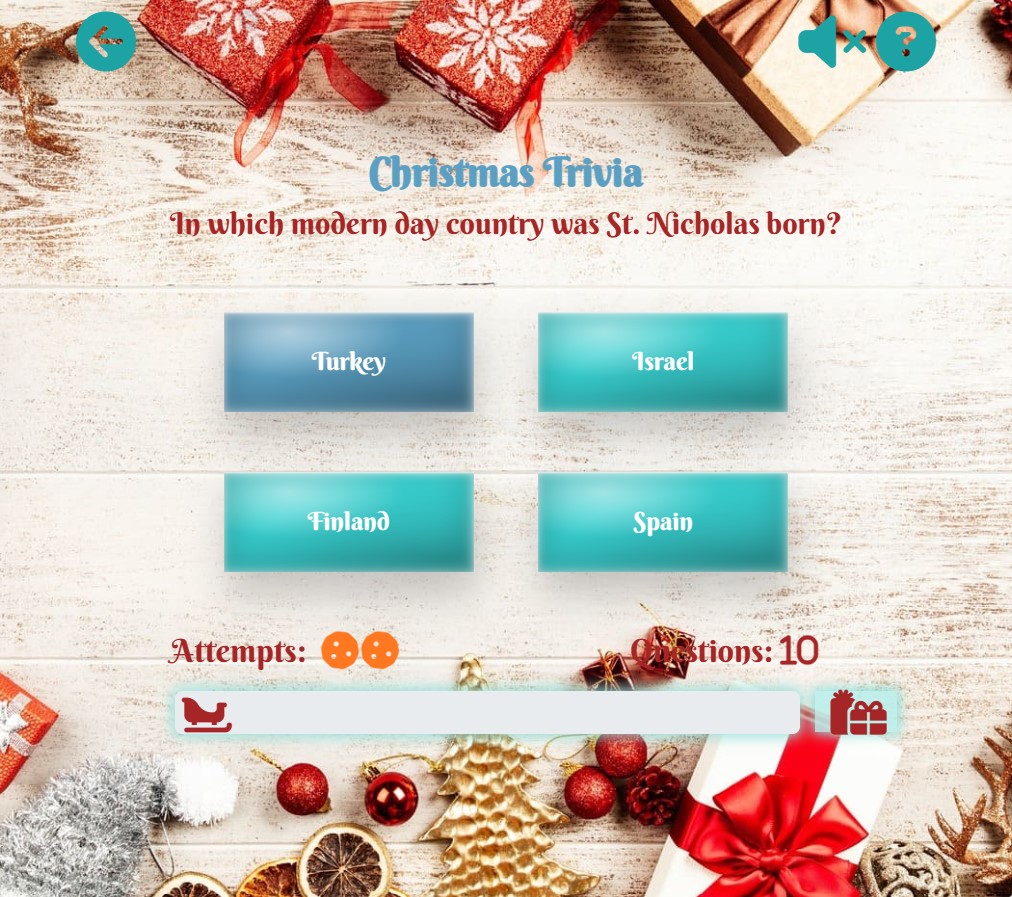 ?
Christmas Trivia
In which modern day country was St. Nicholas born?
Turkey
Israel
Finland
Spain
Attempts:
Questions: 10